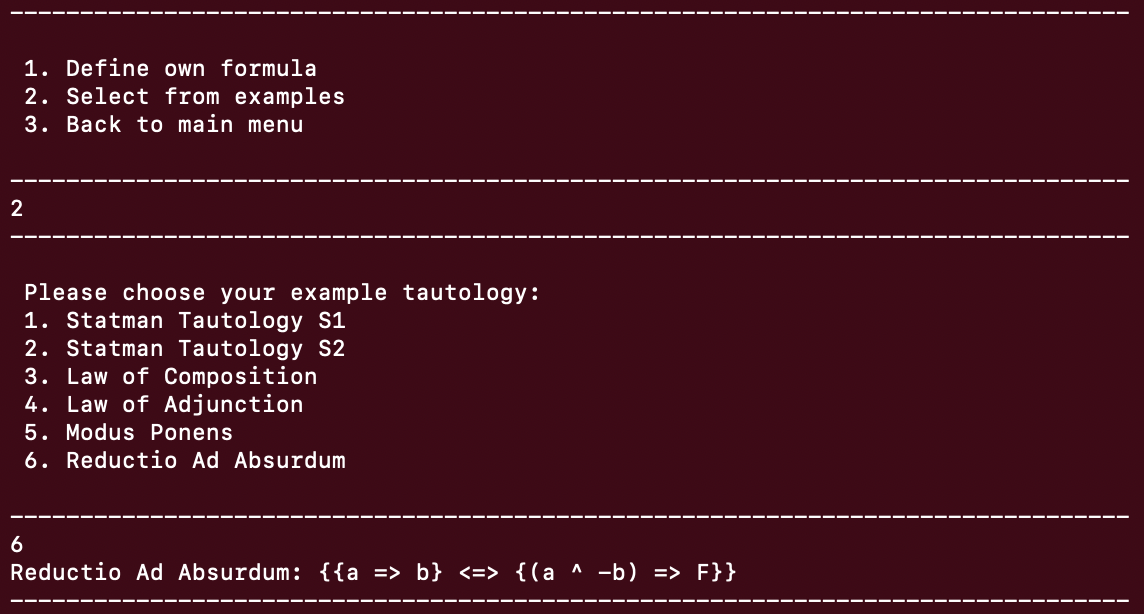 1. Define own formula
2. Select from examples
3. Back to main menu
2
Please choose your example tautology:
1. Statman Tautology S1
2. Statman Tautology S2
3. Law of Composition
4. Law of Adjunction
5. Modus Ponens
6. Reductio Ad Absurdum
6
Reductio Ad Absurdum: {{a => b} <=> {(a ^ -b) => F}}